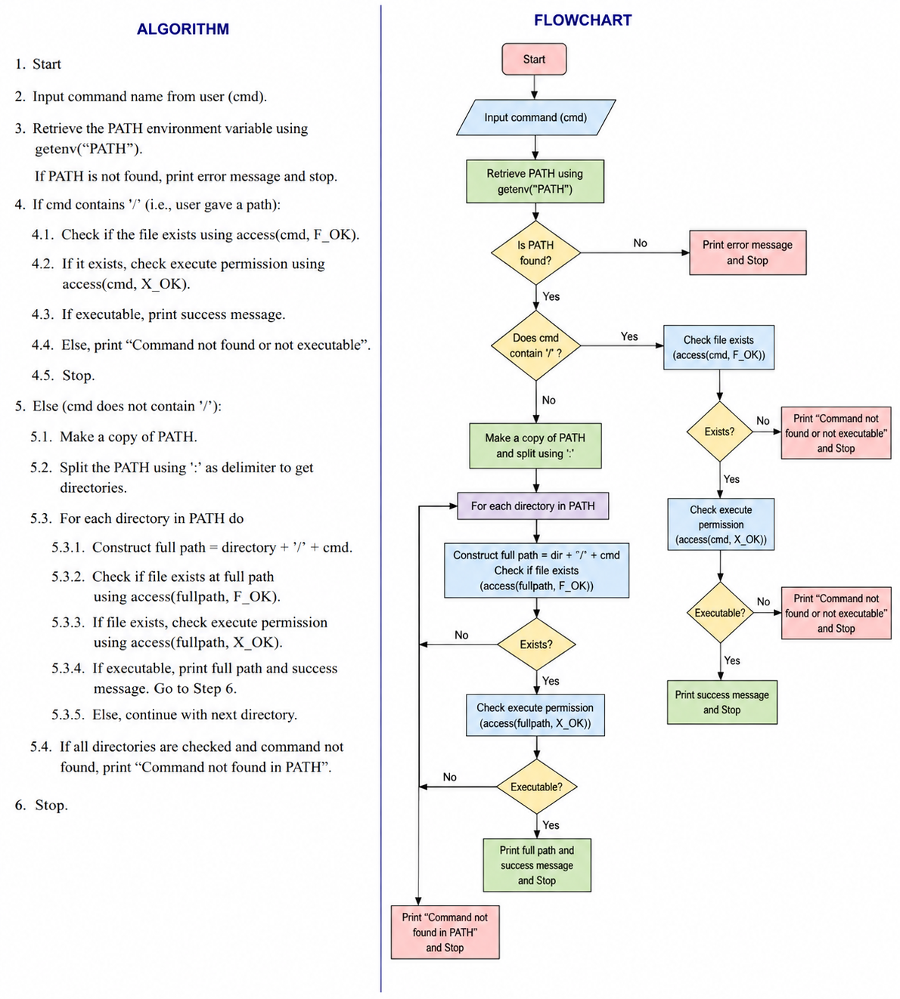 ALGORITHM
1. Start
2. Input command name from user (cmd).
3. Retrieve the PATH environment variable using
getenv(“PATH”).
If PATH is not found, print error message and stop.
4. If cmd contains '/' (i.e., user gave a path):
4.1. Check if the file exists using access(cmd, F_OK).
4.2. If it exists, check execute permission using
access(cmd, X_OK).
4.3. If executable, print success message.
4.4. Else, print “Command not found or not executable”.
4.5. Stop.
5. Else (cmd does not contain '/'):
5.1. Make a copy of PATH.
5.2. Split the PATH using ':' as delimiter to get
directories.
5.3. For each directory in PATH do
5.3.1. Construct full path = directory + '/' + cmd.
5.3.2. Check if file exists at full path
using access(fullpath, F_OK).
5.3.3. If file exists, check execute permission
using access(fullpath, X_OK).
5.3.4. If executable, print full path and success
message. Go to Step 6.
5.3.5. Else, continue with next directory.
5.4. If all directories are checked and command not
found, print “Command not found in PATH”.
6. Stop.
FLOWCHART
Start
Input command (cmd)
Retrieve PATH using
getenv("PATH")
Is PATH
found?
No
Print error message
and Stop
Yes
Does cmd
contain '/' ?
Yes
Check file exists
(access(cmd, F_OK))
No
Exists?
No
Print “Command not
found or not executable”
and Stop
Yes
Check execute
permission
(access(cmd, X_OK))
Executable?
No
Print “Command not
found or not executable”
and Stop
Yes
Print success message
and Stop
Make a copy of PATH
and split using ':'
For each directory in PATH
Construct full path = dir + "/" + cmd
Check if file exists
(access(fullpath, F_OK))
Exists?
No
Yes
Check execute permission
(access(fullpath, X_OK))
Executable?
No
Yes
Print full path and
success message
and Stop
Print “Command not
found in PATH”
and Stop